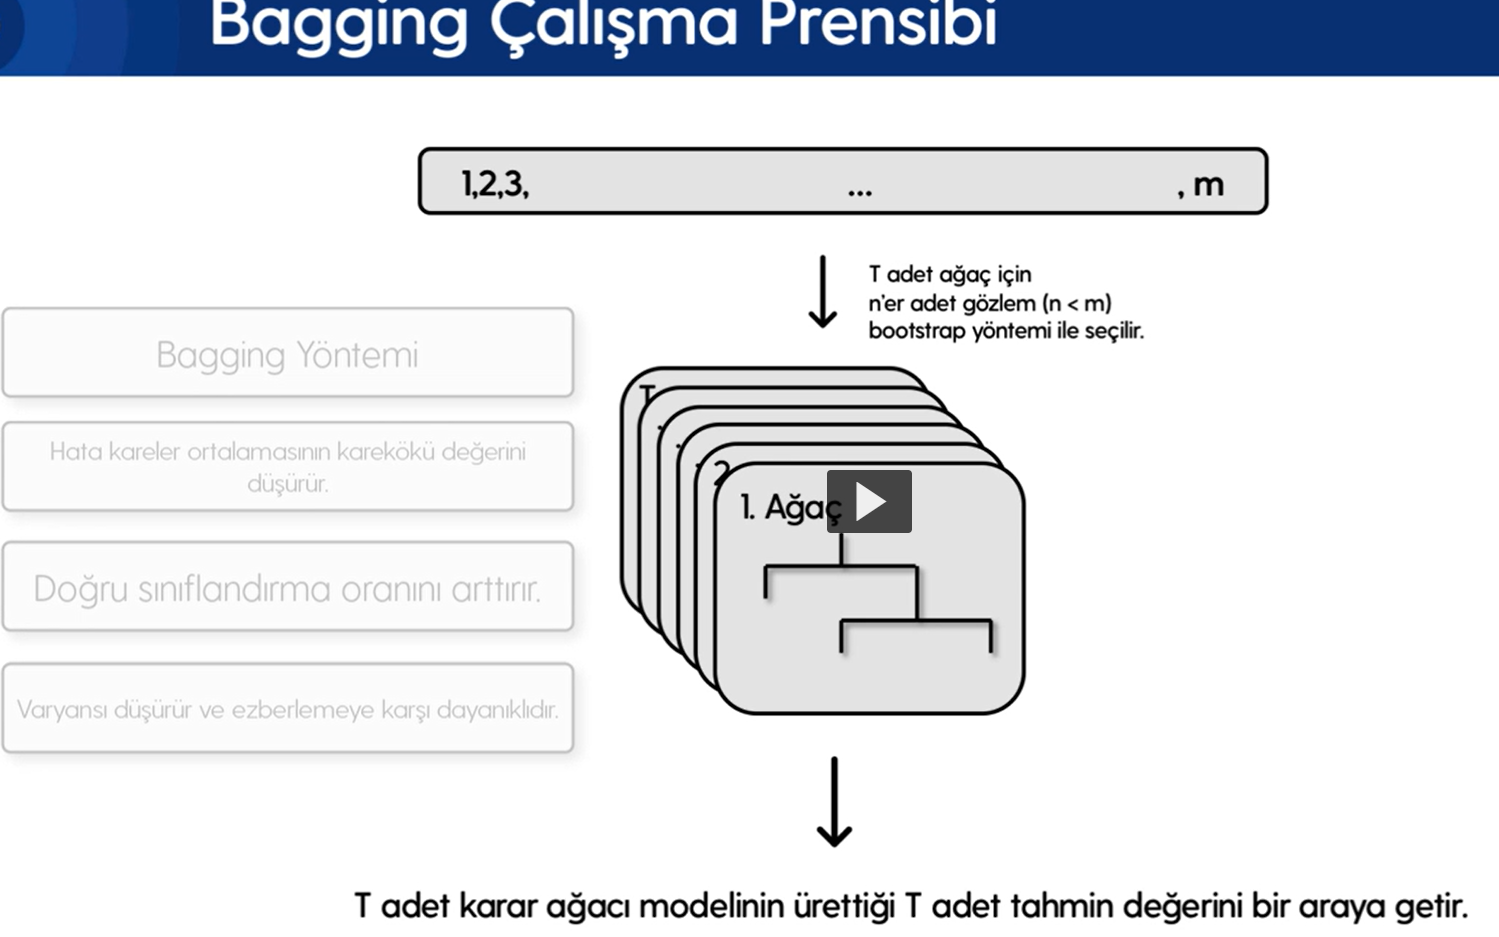 Bagging Çalışma Prensibi
1,2,3, ... , m
T adet ağaç için
n'er adet gözlem (n < m)
bootstrap yöntemi ile seçilir.
Bagging Yöntemi
Hata kareler ortalamasının karekökü değerini
düşürür.
Doğru sınıflandırma oranını arttırır.
Varyansı düşürür ve ezberlemeye karşı dayanıklıdır.
T
.
.
.
2
1. Ağaç
T adet karar ağacı modelinin ürettiği T adet tahmin değerini bir araya getir.